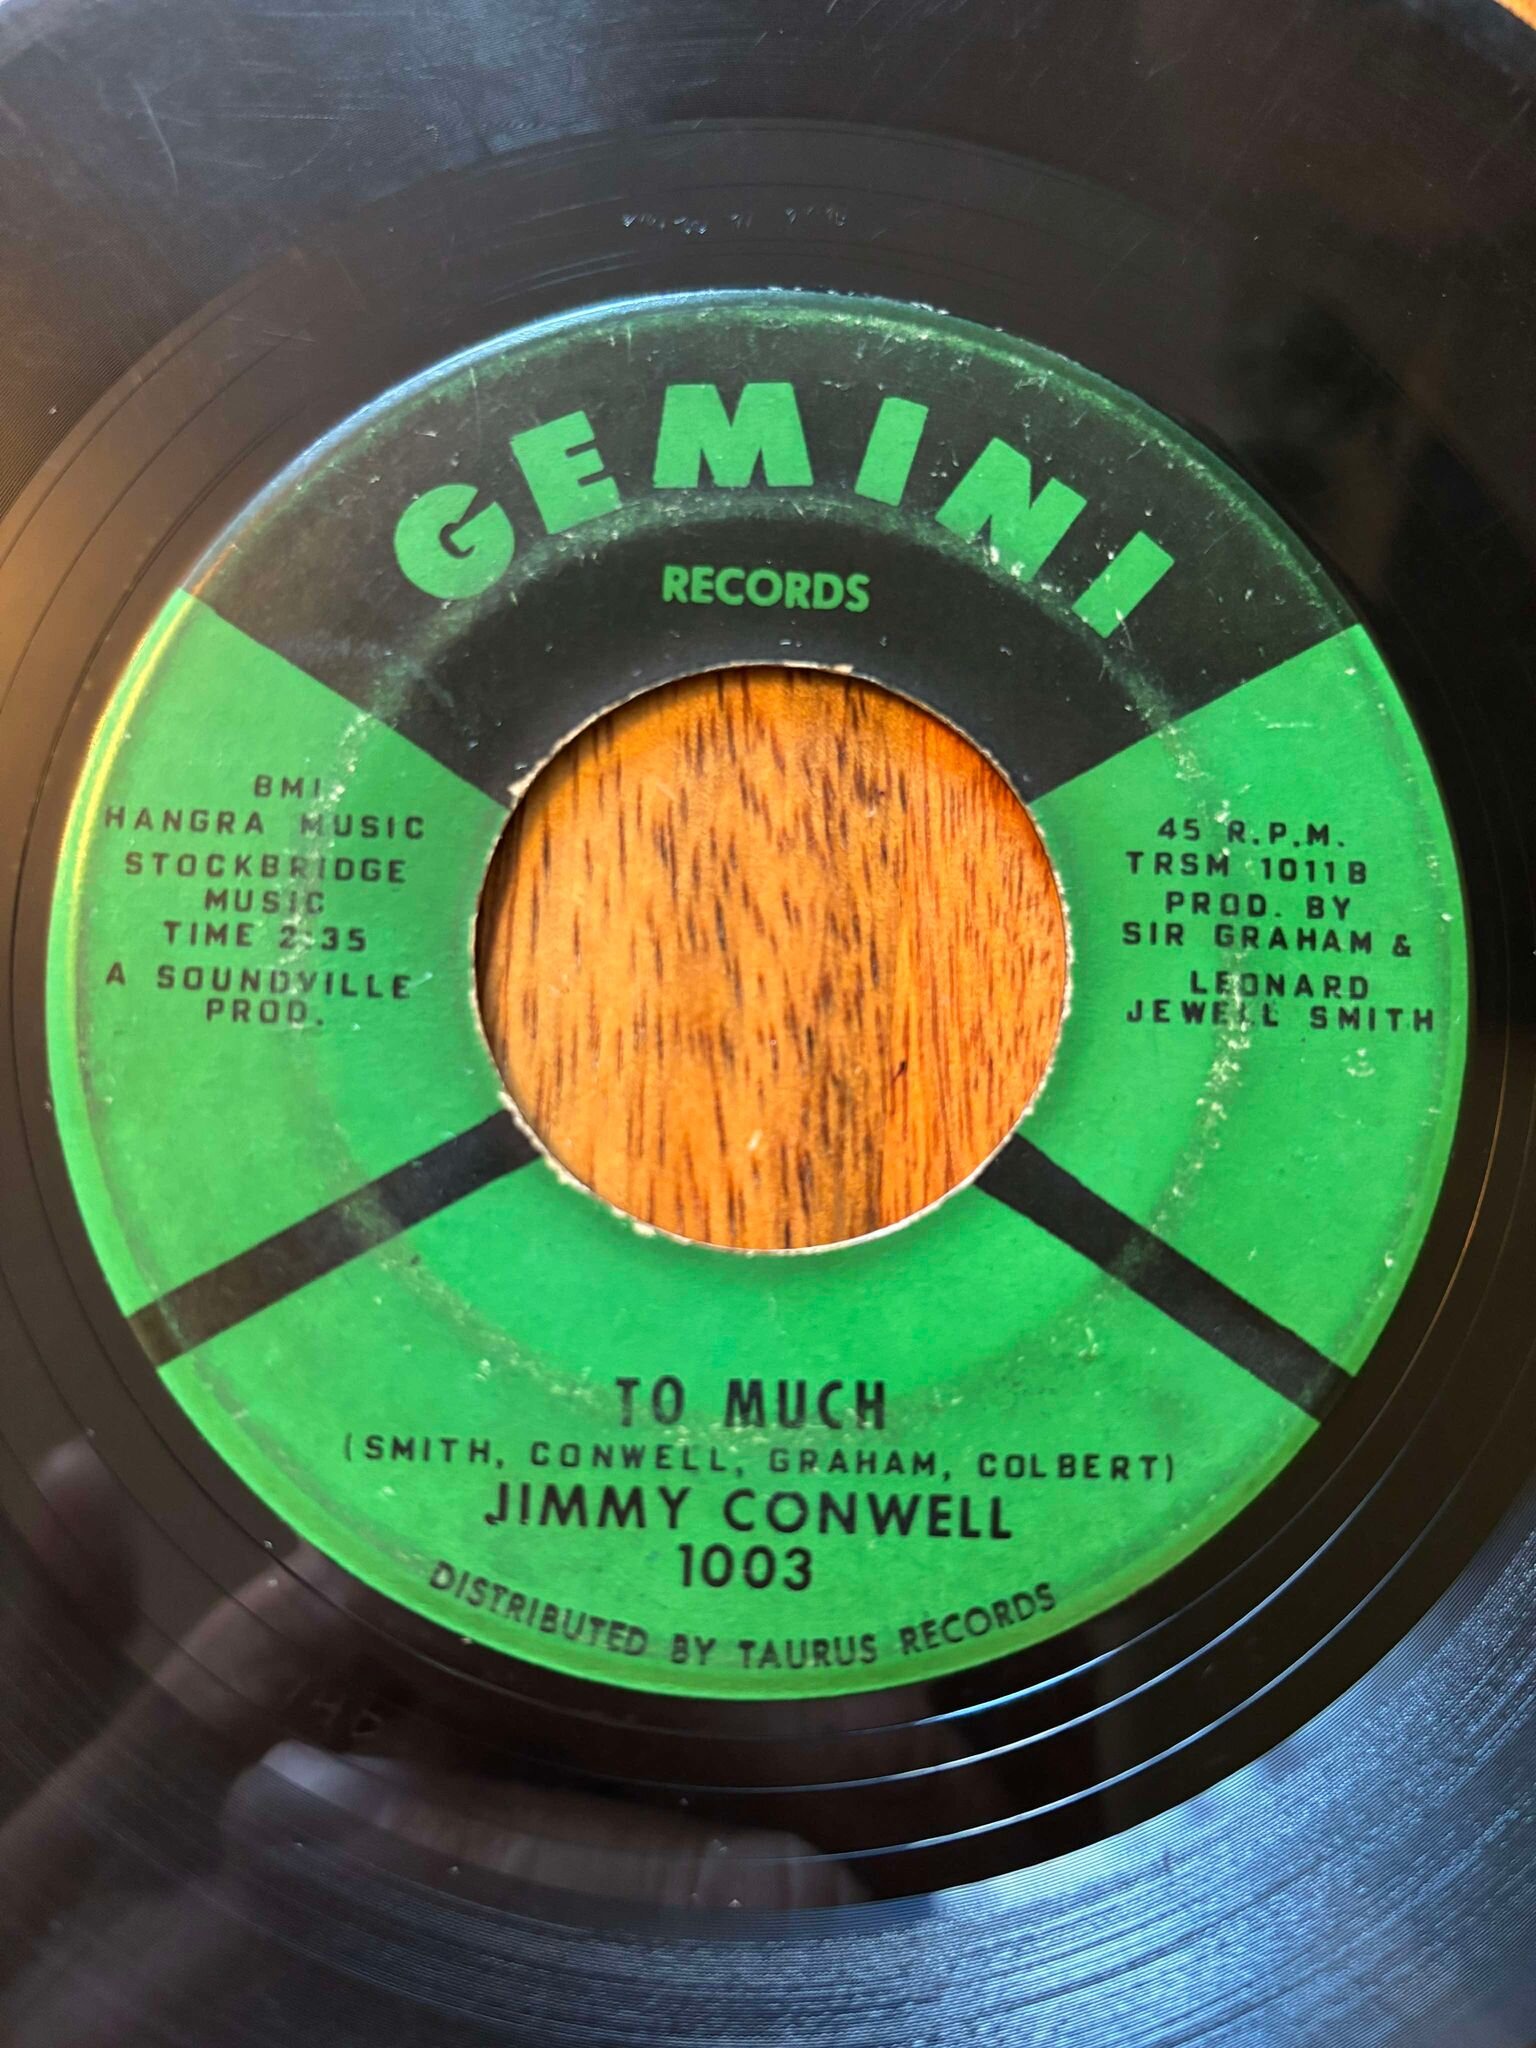 GEMINI
RECORDS
BMI
HANGRA MUSIC
STOCKBRIDGE
MUSIC
TIME 2:35
A SOUNDVILLE
PROD.
45 R.P.M.
TRSM 1011B
PROD. BY
SIR GRAHAM &
LEONARD
JEWELL SMITH
TO MUCH
(SMITH, CONWELL, GRAHAM, COLBERT)
JIMMY CONWELL
1003
DISTRIBUTED BY TAURUS RECORDS